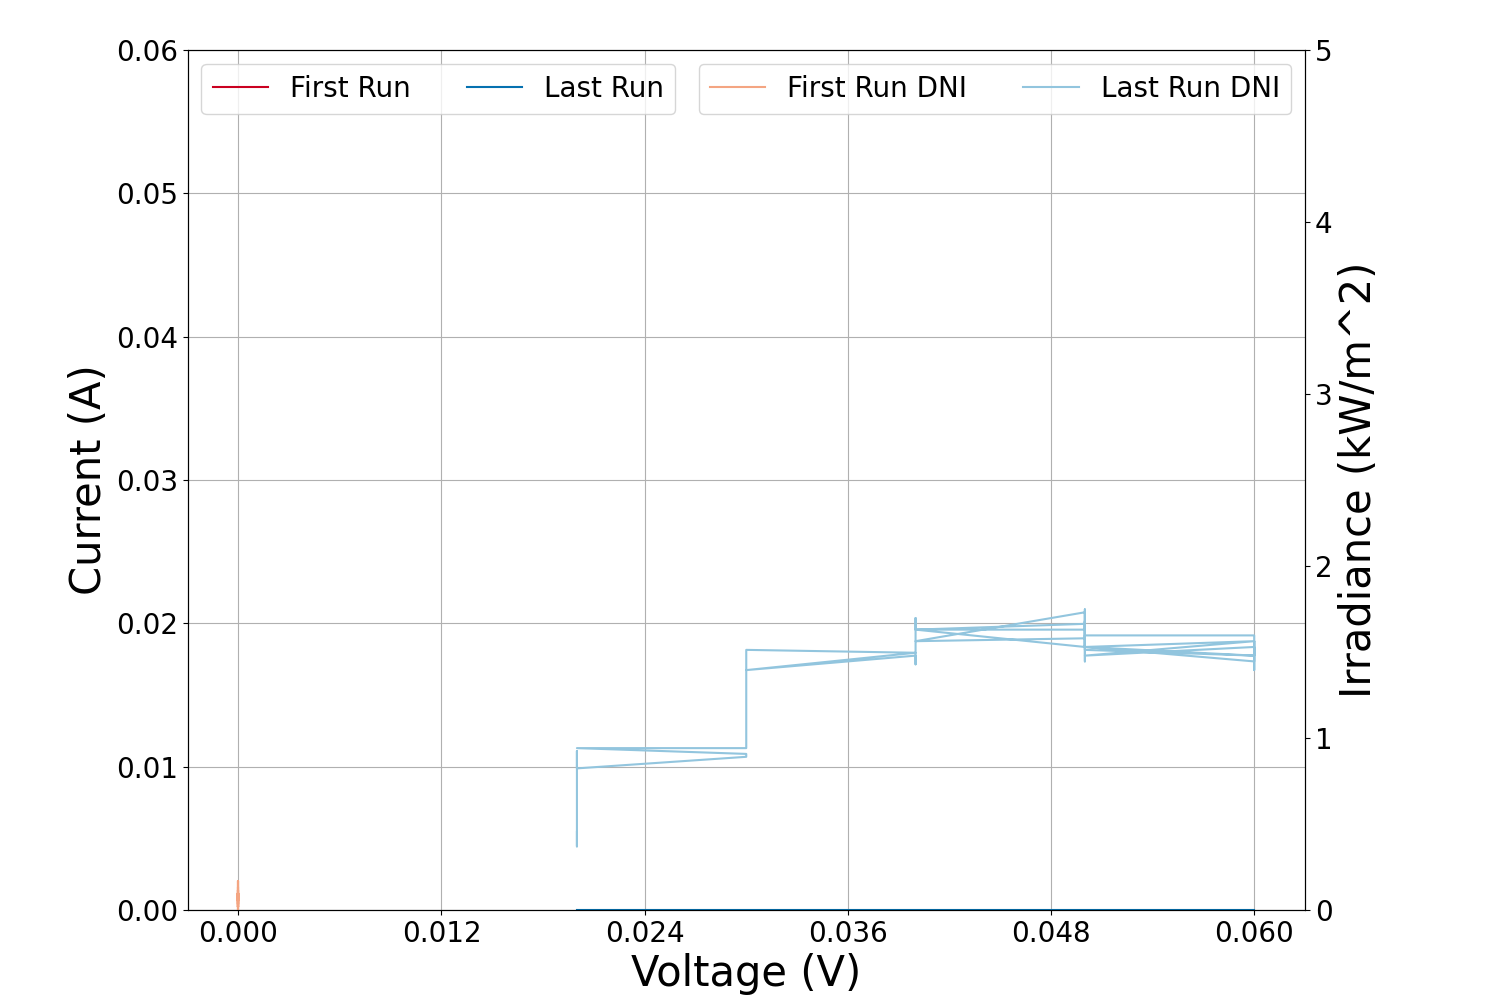 First Run
Last Run
First Run DNI
Last Run DNI
0.06
0.05
0.04
0.03
0.02
0.01
0.00
Current (A)
5
4
3
2
1
0
Irradiance (kW/m^2)
0.000
0.012
0.024
0.036
0.048
0.060
Voltage (V)